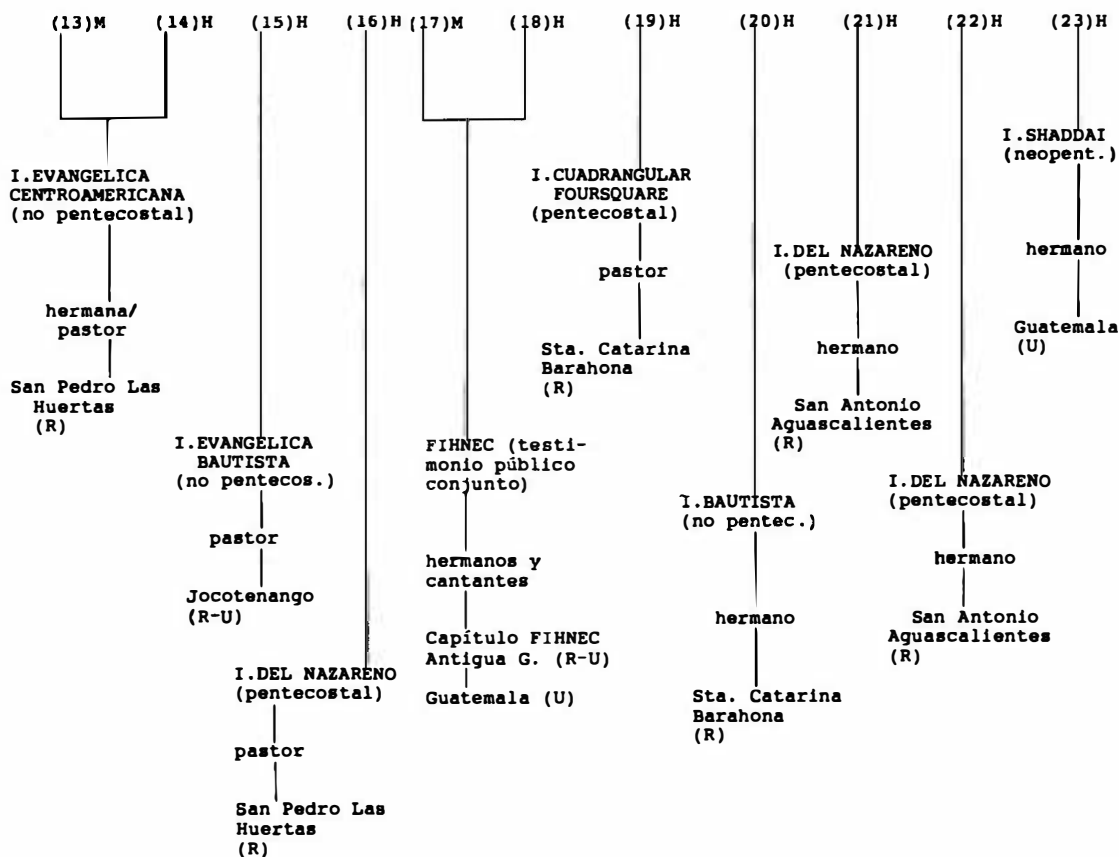 (13)M (14)H (15)H (16)H (17)M (18)H (19)H (20)H (21)H (22)H (23)H
I.EVANGELICA
CENTROAMERICANA
(no pentecostal)
hermana/
pastor
San Pedro Las
Huertas
(R)
I.EVANGELICA
BAUTISTA
(no pentecos.)
pastor
Jocotenango
(R-U)
I.DEL NAZARENO
(pentecostal)
pastor
San Pedro Las
Huertas
(R)
FIHNEC (testi-
monio público
conjunto)
hermanos y
cantantes
Capítulo FIHNEC
Antigua G. (R-U)
Guatemala (U)
I.CUADRANGULAR
FOURSQUARE
(pentecostal)
pastor
Sta. Catarina
Barahona
(R)
I.BAUTISTA
(no pentec.)
hermano
Sta. Catarina
Barahona
(R)
I.DEL NAZARENO
(pentecostal)
hermano
San Antonio
Aguascalientes
(R)
I.DEL NAZARENO
(pentecostal)
hermano
San Antonio
Aguascalientes
(R)
I.SHADDAI
(neopent.)
hermano
Guatemala
(U)